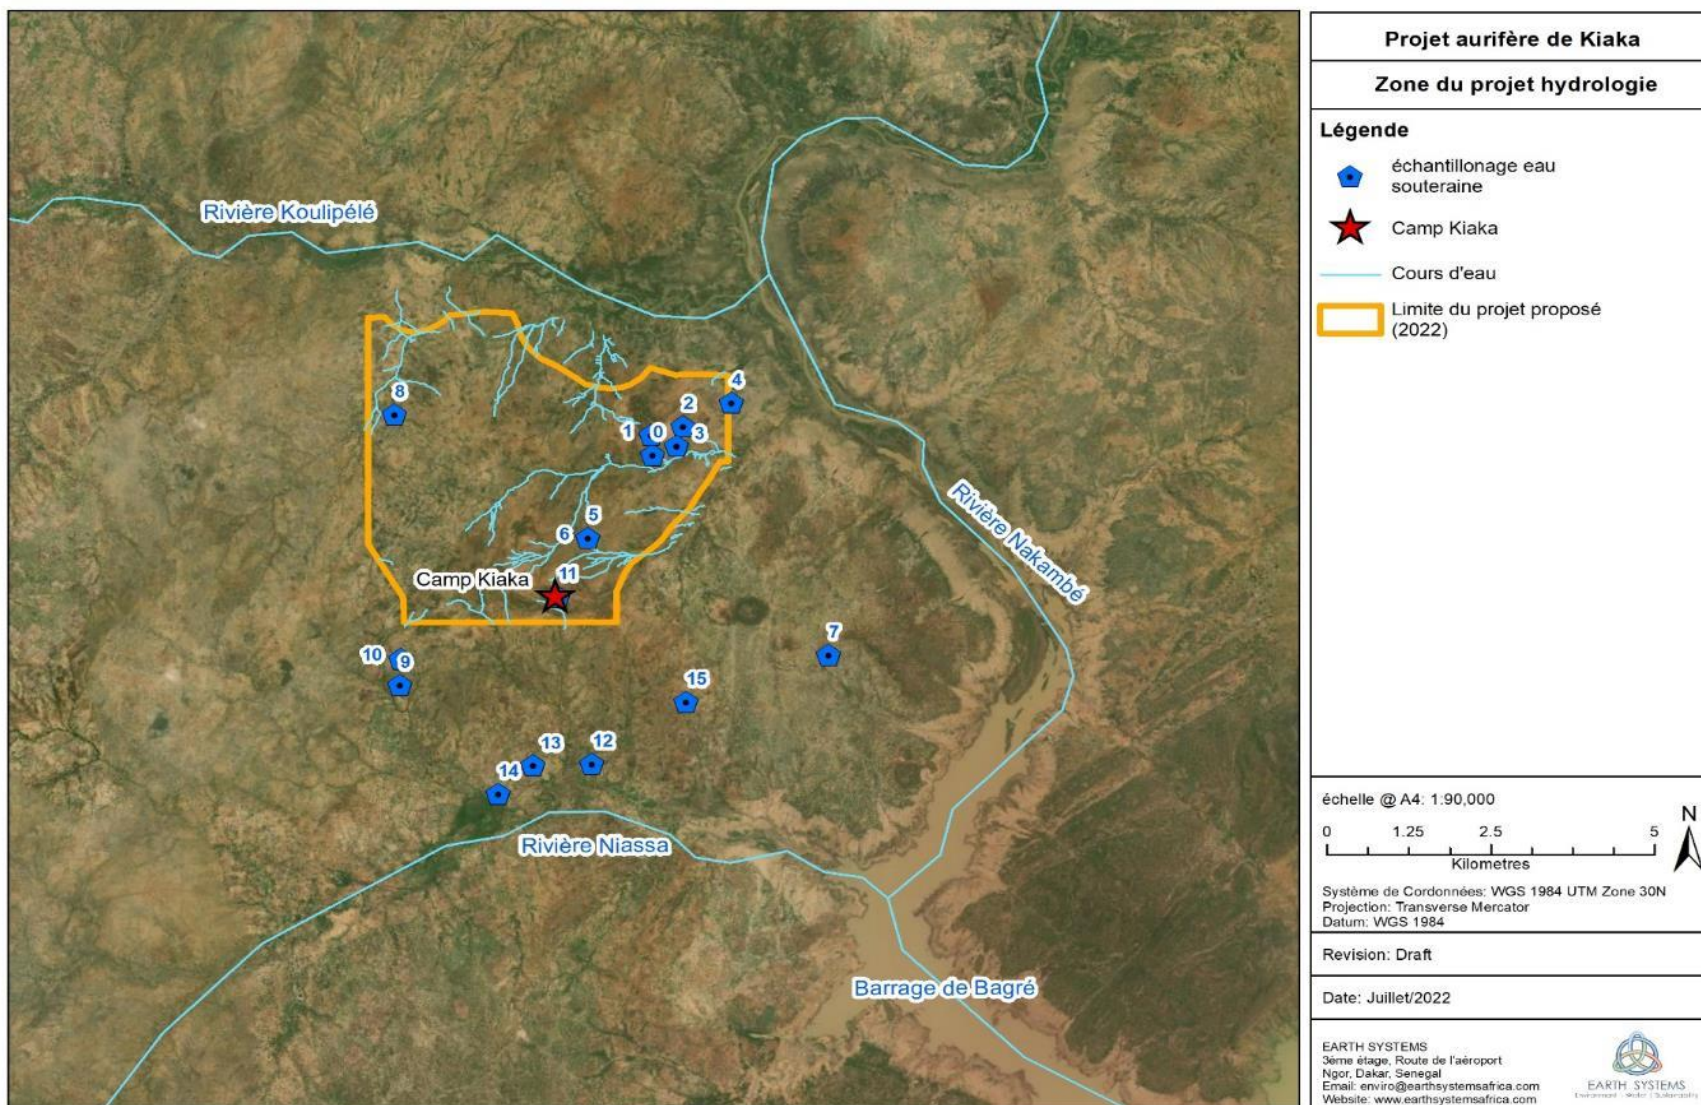 Projet aurifère de Kiaka
Zone du projet hydrologie
Légende
échantillonage eau
souteraine
Camp Kiaka
Cours d'eau
Limite du projet proposé
(2022)
échelle @ A4: 1:90,000
0 1.25 2.5 5
Kilometres
N
Système de Cordonnées: WGS 1984 UTM Zone 30N
Projection: Transverse Mercator
Datum: WGS 1984
Revision: Draft
Date: Juillet/2022
EARTH SYSTEMS
3ème étage, Route de l'aéroport
Ngor, Dakar, Senegal
Email: enviro@earthsystemsafrica.com
Website: www.earthsystemsafrica.com
EARTH SYSTEMS
Environment | Water | Sustainability
Rivière Koulipélé
8
4
2
1 0 3
5
6
Rivière Nakambé
Camp Kiaka
11
10 9
7
15
13
12
14
Rivière Niassa
Barrage de Bagré